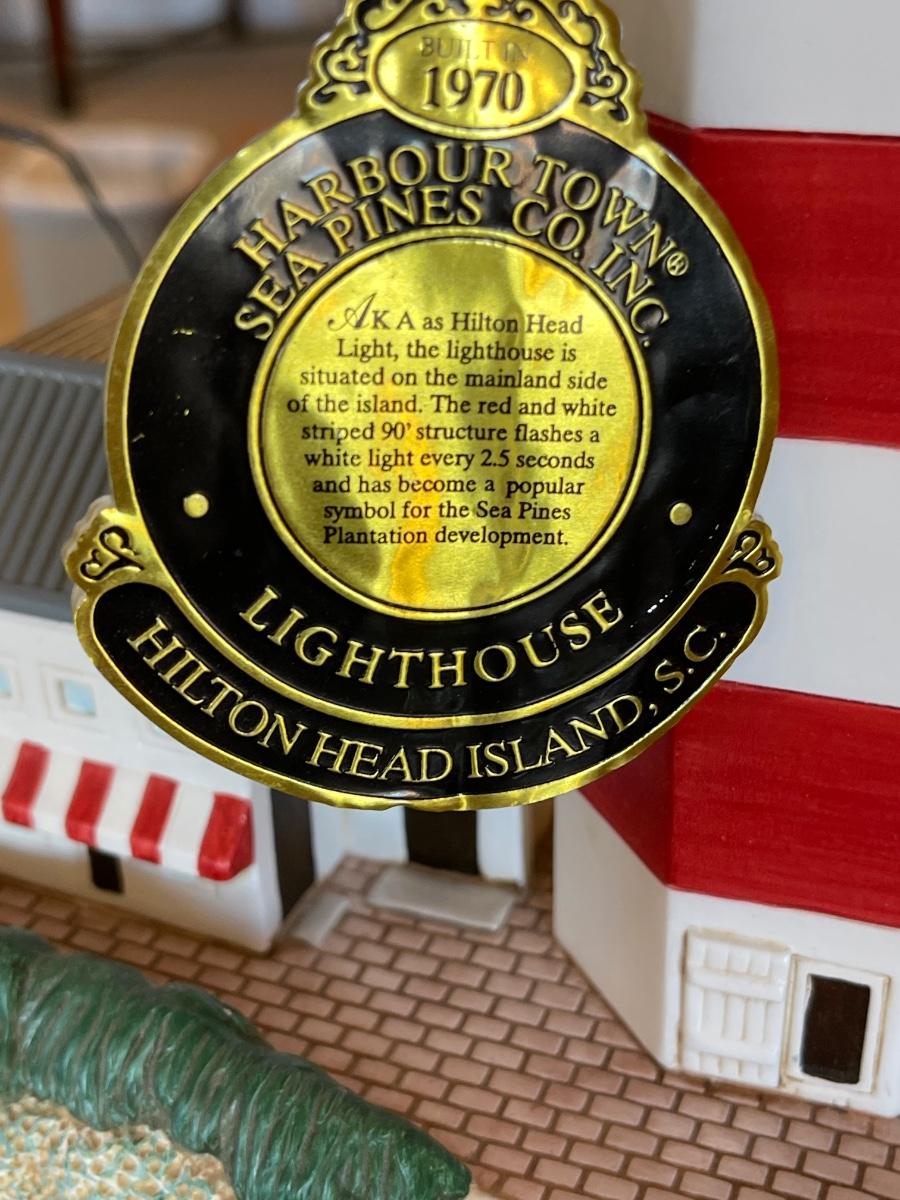 BUILT IN
1970
HARBOUR TOWN®
SEA PINES CO. INC.
AKA as Hilton Head
Light, the lighthouse is
situated on the mainland side
of the island. The red and white
striped 90' structure flashes a
white light every 2.5 seconds
and has become a popular
symbol for the Sea Pines
Plantation development.
LIGHTHOUSE
HILTON HEAD ISLAND, S.C.